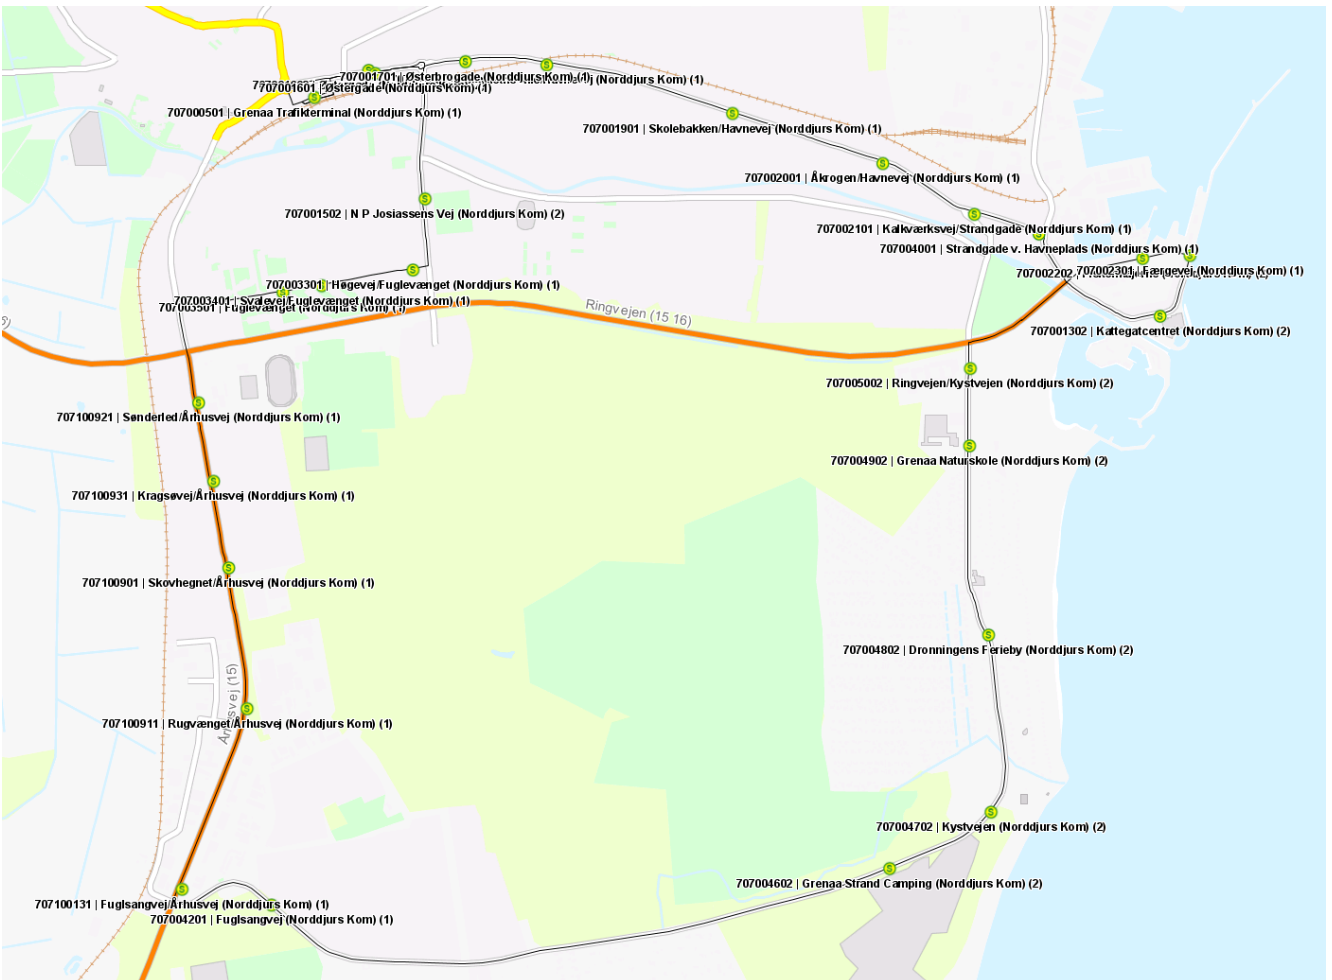 707001701 | Østerbrogade (Norddjurs Kom) (1)
j (Norddjurs Kom) (1)
707001601 | Østergade (Norddjurs Kom) (4)
707000501 | Grenaa Trafikterminal (Norddjurs Kom) (1)
707001901 | Skolebakken/Havnevej (Norddjurs Kom) (1)
707002001 | Åkrogen/Havnevej (Norddjurs Kom) (1)
707001502 | N P Josiassens Vej (Norddjurs Kom) (2)
707002101 | Kalkværksvej/Strandgade (Norddjurs Kom) (1)
707004001 | Strandgade v. Havneplads (Norddjurs Kom) (1)
707002202
707002301 | Færgevej (Norddjurs Kom) (1)
707003301 | Høgevej/Fuglevænget (Norddjurs Kom) (1)
707003401 | Svalevej/Fuglevænget (Norddjurs Kom) (1)
707003501 | Fuglevænget (Norddjurs Kom) (1)
Ringvejen (15 16)
5)
707001302 | Kattegatcentret (Norddjurs Kom) (2)
707005002 | Ringvejen/Kystvejen (Norddjurs Kom) (2)
707100921 | Sønderled/Århusvej (Norddjurs Kom) (1)
707004902 | Grenaa Naturskole (Norddjurs Kom) (2)
707100931 | Kragsøvej/Århusvej (Norddjurs Kom) (1)
707100901 | Skovhegnet/Århusvej (Norddjurs Kom) (1)
707004802 | Dronningens Ferieby (Norddjurs Kom) (2)
Århusvej (15)
707100911 | Rugvænget/Århusvej (Norddjurs Kom) (1)
707004702 | Kystvejen (Norddjurs Kom) (2)
707004602 | Grenaa Strand Camping (Norddjurs Kom) (2)
707100131 | Fuglsangvej/Århusvej (Norddjurs Kom) (1)
707004201 | Fuglsangvej (Norddjurs Kom) (1)